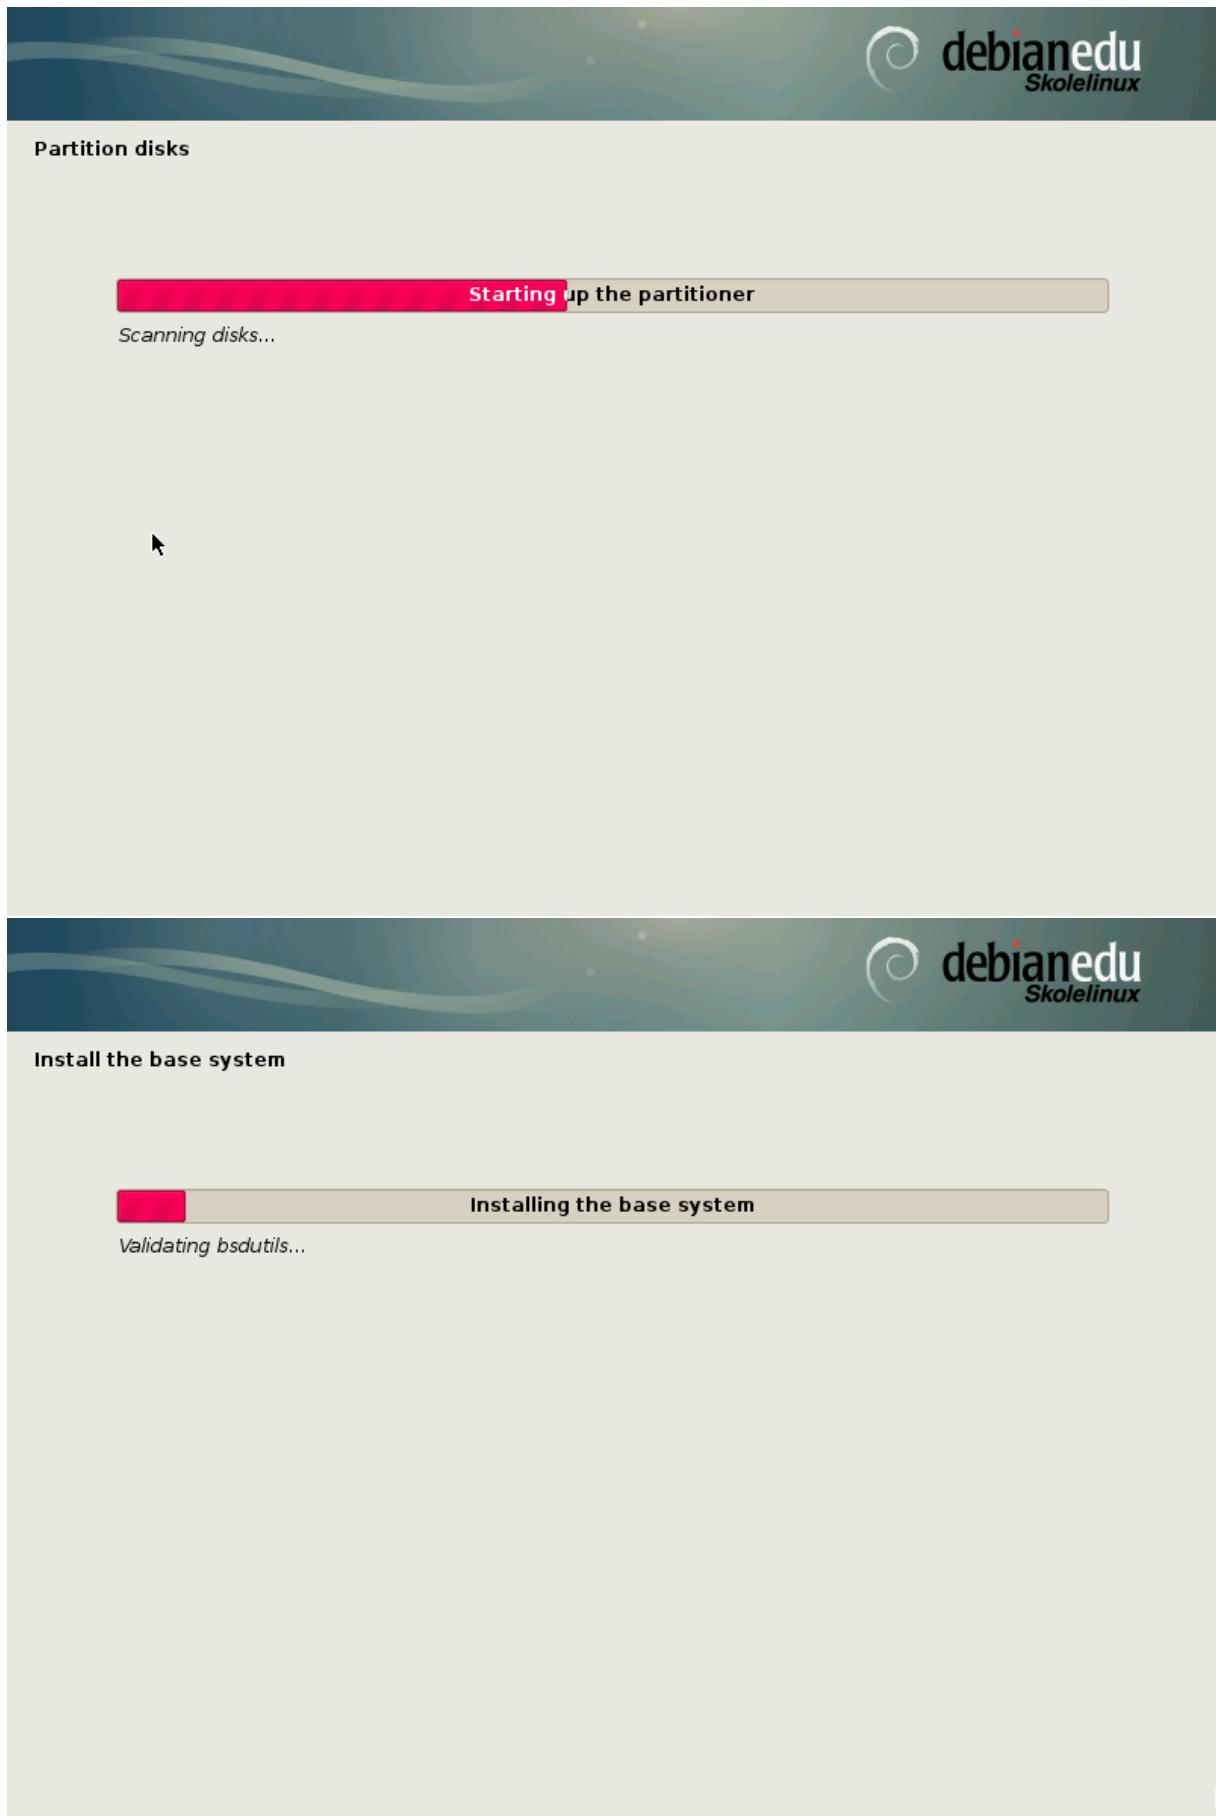 debianedu
Skolelinux
Partition disks
Starting up the partitioner
Scanning disks...
debianedu
Skolelinux
Install the base system
Installing the base system
Validating bsdutils...